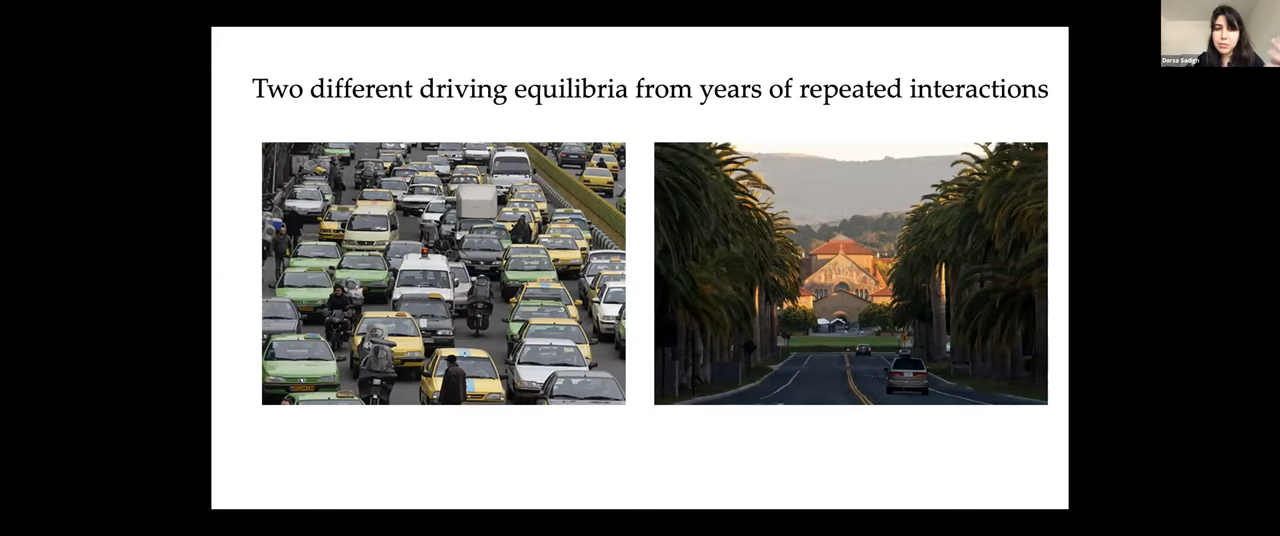 Two different driving equilibria from years of repeated interactions
Dorsa Sadigh